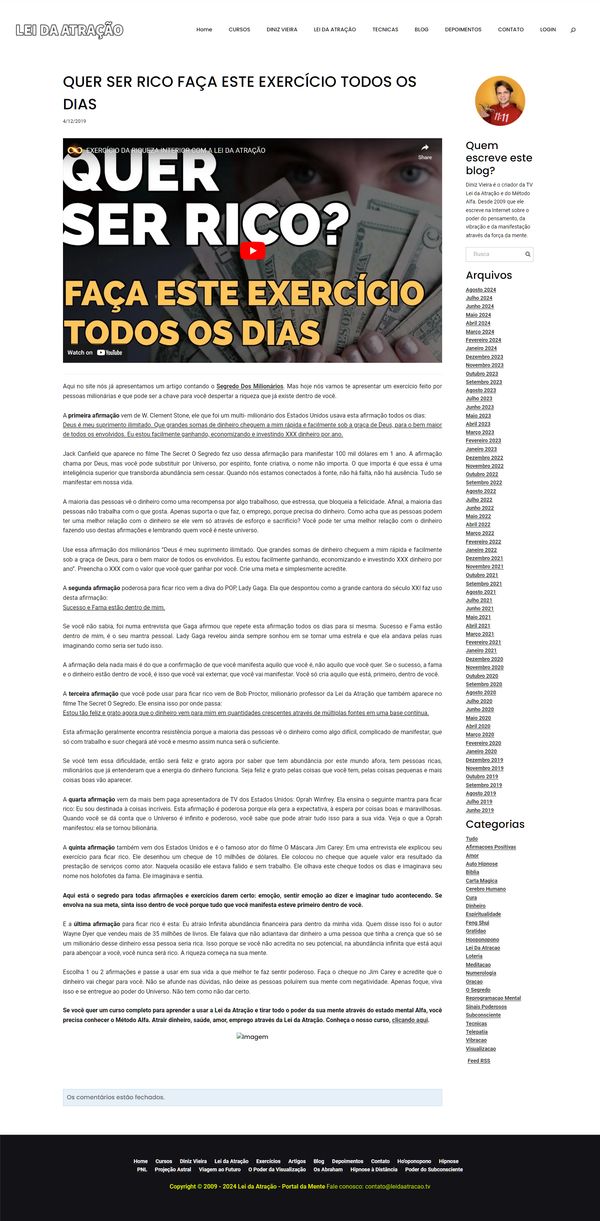 LEI DA ATRAÇÃO
Home CURSOS DINIZ VIEIRA LEI DA ATRAÇÃO TECNICAS BLOG DEPOIMENTOS CONTATO LOGIN
QUER SER RICO FAÇA ESTE EXERCÍCIO TODOS OS
DIAS
4/12/2019
EXERCÍCIO DA RIQUEZA INTERIOR COM A LEI DA ATRAÇÃO
Share
QUER
SER RICO?
FAÇA ESTE EXERCÍCIO
TODOS OS DIAS
Watch on YouTube
Aqui no site nós já apresentamos um artigo contando o Segredo Dos Milionários. Mas hoje nós vamos te apresentar um exercício feito por
pessoas milionárias e que pode ser a chave para você despertar a riqueza que já existe dentro de você.
A primeira afirmação vem de W. Clement Stone, ele que foi um multi- milionário dos Estados Unidos usava esta afirmação todos os dias:
Deus é meu suprimento ilimitado. Que grandes somas de dinheiro cheguem a mim rápida e facilmente sob a graça de Deus, para o bem maior
de todos os envolvidos. Eu estou facilmente ganhando, economizando e investindo XXX dinheiro por ano.
Jack Canfield que aparece no filme The Secret O Segredo fez uso dessa afirmação para manifestar 100 mil dólares em 1 ano. A afirmação
chama por Deus, mas você pode substituir por Universo, por espírito, fonte criativa, o nome não importa. O que importa é que essa é uma
inteligência superior que transborda abundância sem cessar. Quando nós estamos conectados à fonte, não há falta, não há ausência. Tudo se
manifestar em nossa vida.
A maioria das pessoas vê o dinheiro como uma recompensa por algo trabalhoso, que estressa, que bloqueia a felicidade. Afinal, a maioria das
pessoas não trabalha com o que gosta. Apenas suporta o que faz, o emprego, porque precisa do dinheiro. Como acha que as pessoas podem
ter uma melhor relação com o dinheiro se ele vem só através de esforço e sacrifício? Você pode ter uma melhor relação com o dinheiro
fazendo uso destas afirmações e lembrando quem você é neste universo.
Use essa afirmação dos milionários “Deus é meu suprimento ilimitado. Que grandes somas de dinheiro cheguem a mim rápida e facilmente
sob a graça de Deus, para o bem maior de todos os envolvidos. Eu estou facilmente ganhando, economizando e investindo XXX dinheiro por
ano”. Preencha o XXX com o valor que você quer ganhar por você. Crie uma meta e simplesmente acredite.
A segunda afirmação poderosa para ficar rico vem a diva do POP, Lady Gaga. Ela que despontou como a grande cantora do século XXI faz uso
desta afirmação:
Sucesso e Fama estão dentro de mim.
Se você não sabia, foi numa entrevista que Gaga afirmou que repete esta afirmação todos os dias para si mesma. Sucesso e Fama estão
dentro de mim, é o seu mantra pessoal. Lady Gaga revelou ainda sempre sonhou em se tornar uma estrela e que ela andava pelas ruas
imaginando como seria ser tudo isso.
A afirmação dela nada mais é do que a confirmação de que você manifesta aquilo que você é, não aquilo que você quer. Se o sucesso, a fama
e o dinheiro estão dentro de você, é isso que você vai externar, que você vai manifestar. Você só cria aquilo que está, primeiro, dentro de você.
A terceira afirmação que você pode usar para ficar rico vem de Bob Proctor, milionário professor da Lei da Atração que também aparece no
filme The Secret O Segredo. Ele ensina isso por onde passa:
Estou tão feliz e grato agora que o dinheiro vem para mim em quantidades crescentes através de múltiplas fontes em uma base contínua.
Esta afirmação geralmente encontra resistência porque a maioria das pessoas vê o dinheiro como algo difícil, complicado de manifestar, que
só com trabalho e suor chegará até você e mesmo assim nunca será o suficiente.
Se você tem essa dificuldade, então será feliz e grato agora por saber que tem abundância por este mundo afora, tem pessoas ricas,
milionários que já entenderam que a energia do dinheiro funciona. Seja feliz e grato pelas coisas que você tem, pelas coisas pequenas e mais
coisas boas vão aparecer.
A quarta afirmação vem da mais bem paga apresentadora de TV dos Estados Unidos: Oprah Winfrey. Ela ensina o seguinte mantra para ficar
rico: Eu sou destinada à coisas incríveis. Esta afirmação é poderosa porque ela gera a expectativa, à espera por coisas boas e maravilhosas.
Quando você se dá conta que o Universo é infinito e poderoso, você sabe que pode atrair tudo isso para a sua vida. Veja o que a Oprah
manifestou: ela se tornou bilionária.
A quinta afirmação também vem dos Estados Unidos e é o famoso ator do filme O Máscara Jim Carey: Em uma entrevista ele explicou seu
exercício para ficar rico. Ele desenhou um cheque de 10 milhões de dólares. Ele colocou no cheque que aquele valor era resultado da
prestação de serviços como ator. Naquela ocasião ele estava falido e sem trabalho. Ele olhava este cheque todos os dias e imaginava seu
nome nos holofotes da fama. Ele imaginava e sentia.
Aqui está o segredo para todas afirmações e exercícios darem certo: emoção, sentir emoção ao dizer e imaginar tudo acontecendo. Se
envolva na sua meta, sinta isso dentro de você porque tudo que você manifesta esteve primeiro dentro de você.
E a última afirmação para ficar rico é esta: Eu atraio infinita abundância financeira para dentro da minha vida. Quem disse isso foi o autor
Wayne Dyer que vendeu mais de 35 milhões de livros. Ele falava que não adiantava dar dinheiro a uma pessoa que tinha a crença que só se
um milionário desse dinheiro essa pessoa seria rica. Isso porque se você não acredita no seu potencial, na abundância infinita que está aqui
para abençoar a você, você nunca será rico. A riqueza começa na sua mente.
Escolha 1 ou 2 afirmações e passe a usar em sua vida a que melhor te faz sentir poderoso. Faça o cheque no Jim Carey e acredite que o
dinheiro vai chegar para você. Não se afunde nas dúvidas, não deixe as pessoas poluírem sua mente com negatividade. Apenas foque, viva
isso e se entregue ao poder do Universo. Não tem como não dar certo.
Se você quer um curso completo para aprender a usar a Lei da Atração e tirar todo o poder da sua mente através do estado mental Alfa, você
precisa conhecer o Método Alfa. Atrair dinheiro, saúde, amor, emprego através da Lei da Atração. Conheça o nosso curso, clicando aqui.
Imagem
Os comentários estão fechados.
11:11
Quem
escreve este
blog?
Diniz Vieira é o criador da TV
Lei da Atração e do Método
Alfa. Desde 2009 que ele
escreve na Internet sobre o
poder do pensamento, da
vibração e da manifestação
através da força da mente.
Busca
Arquivos
Agosto 2024
Julho 2024
Junho 2024
Maio 2024
Abril 2024
Março 2024
Fevereiro 2024
Janeiro 2024
Dezembro 2023
Novembro 2023
Outubro 2023
Setembro 2023
Agosto 2023
Julho 2023
Junho 2023
Maio 2023
Abril 2023
Março 2023
Fevereiro 2023
Janeiro 2023
Dezembro 2022
Novembro 2022
Outubro 2022
Setembro 2022
Agosto 2022
Julho 2022
Junho 2022
Maio 2022
Abril 2022
Março 2022
Fevereiro 2022
Janeiro 2022
Dezembro 2021
Novembro 2021
Outubro 2021
Setembro 2021
Agosto 2021
Julho 2021
Junho 2021
Maio 2021
Abril 2021
Março 2021
Fevereiro 2021
Janeiro 2021
Dezembro 2020
Novembro 2020
Outubro 2020
Setembro 2020
Agosto 2020
Julho 2020
Junho 2020
Maio 2020
Abril 2020
Março 2020
Fevereiro 2020
Janeiro 2020
Dezembro 2019
Novembro 2019
Outubro 2019
Setembro 2019
Agosto 2019
Julho 2019
Junho 2019
Categorias
Tudo
Afirmacoes Positivas
Amor
Auto Hipnose
Bíblia
Carta Magica
Cerebro Humano
Cura
Dinheiro
Espiritualidade
Feng Shui
Gratidao
Hooponopono
Lei Da Atracao
Loteria
Meditacao
Numerologia
Oracao
O Segredo
Reprogramacao Mental
Sinais Poderosos
Subconsciente
Tecnicas
Telepatia
Vibracao
Visualizacao
Feed RSS
Home Cursos Diniz Vieira Lei da Atração Exercícios Artigos Blog Depoimentos Contato Ho'oponopono Hipnose
PNL Projeção Astral Viagem ao Futuro O Poder da Visualização Os Abraham Hipnose à Distância Poder do Subconsciente
Copyright © 2009 - 2024 Lei da Atração - Portal da Mente Fale conosco: contato@leidaatracao.tv